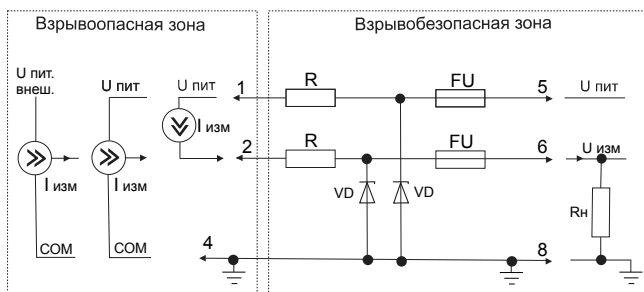 Взрывоопасная зона
Взрывобезопасная зона
U пит.
внеш.
U пит
U пит
1
R
FU
5
U пит
I изм
2
R
FU
6
U изм
I изм
I изм
VD
VD
Rн
COM
COM
4
8